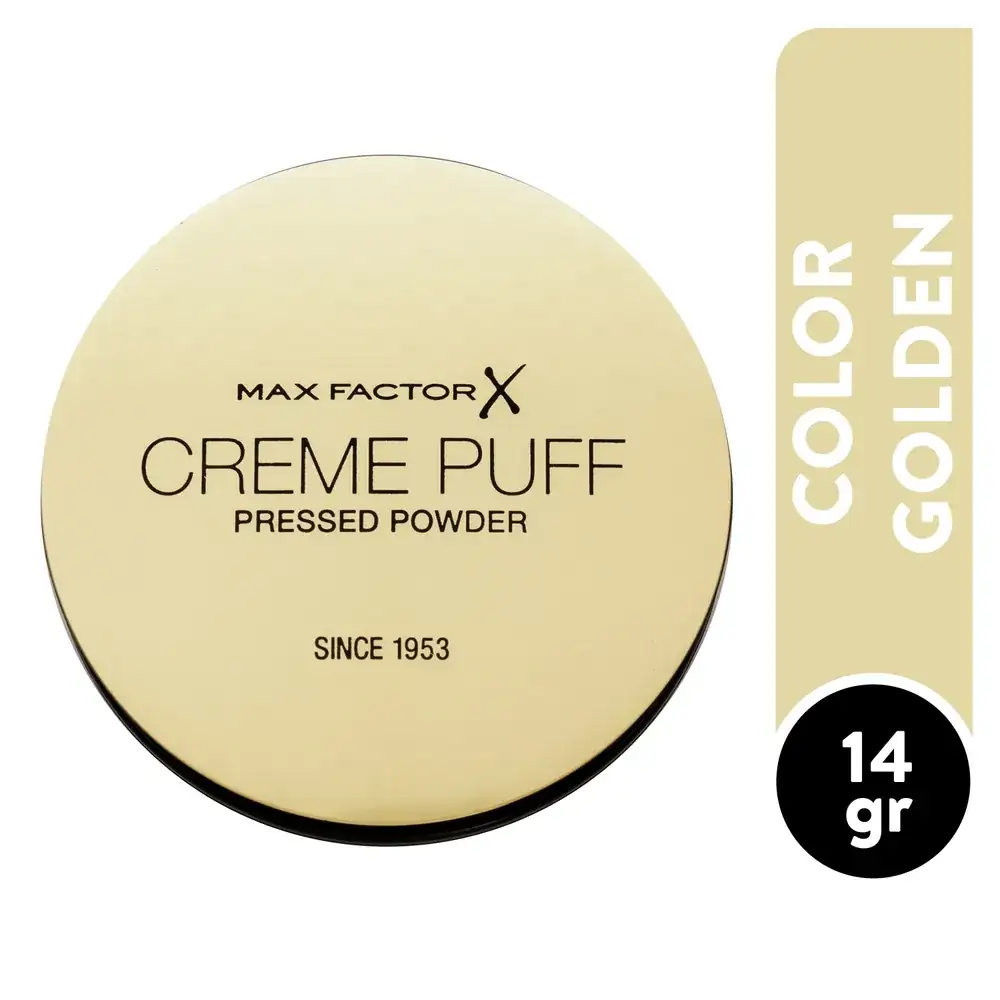 MAX FACTOR X
CREME PUFF
PRESSED POWDER
SINCE 1953
COLOR
GOLDEN
14
gr